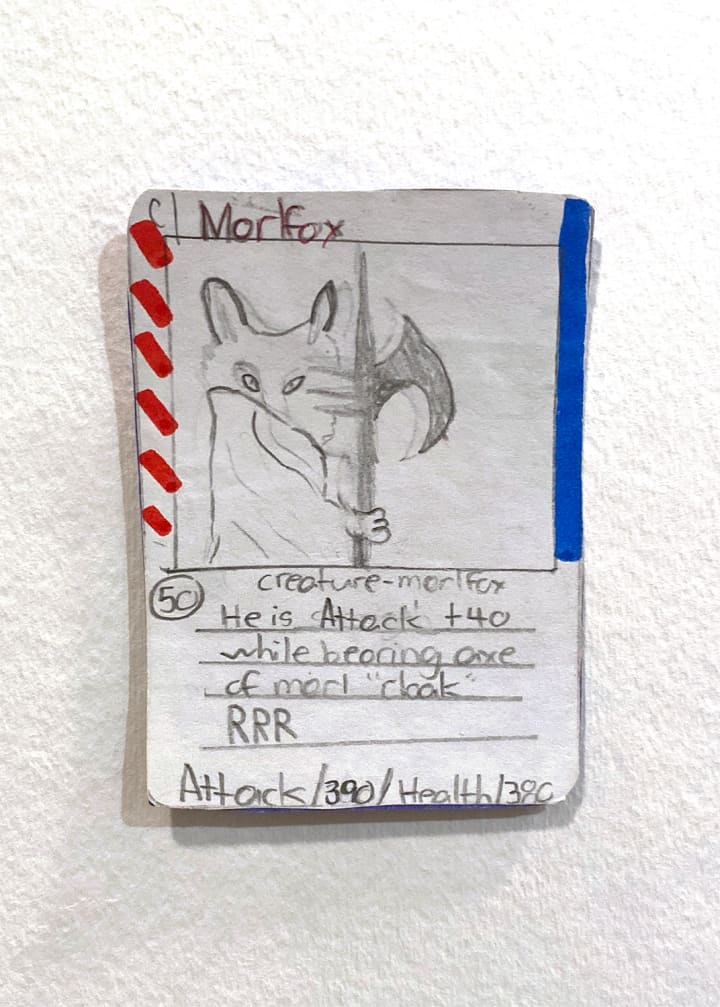 C| Morlfox
creature-morlfox
50
He is Attack +40
while bearing axe
of morl "cloak"
RRR
Attack/390/Health/380